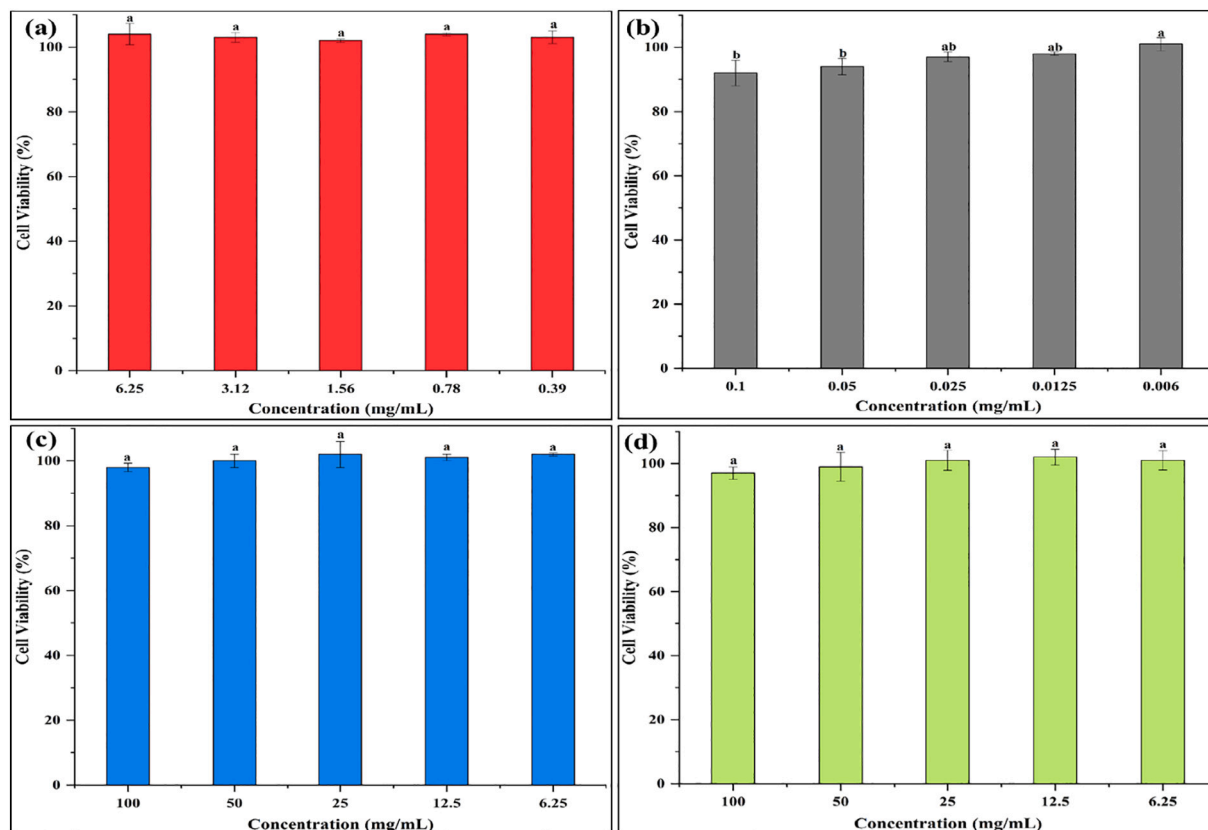 (a)
a a a a a
100
80
60
40
20
0
Cell Viability (%)
6.25 3.12 1.56 0.78 0.39
Concentration (mg/mL)
(b)
b b ab ab a
100
80
60
40
20
0
Cell Viability (%)
0.1 0.05 0.025 0.0125 0.006
Concentration (mg/mL)
(c)
a a a a a
100
80
60
40
20
0
Cell Viability (%)
100 50 25 12.5 6.25
Concentration (mg/mL)
(d)
a a a a a
100
80
60
40
20
0
Cell Viability (%)
100 50 25 12.5 6.25
Concentration (mg/mL)